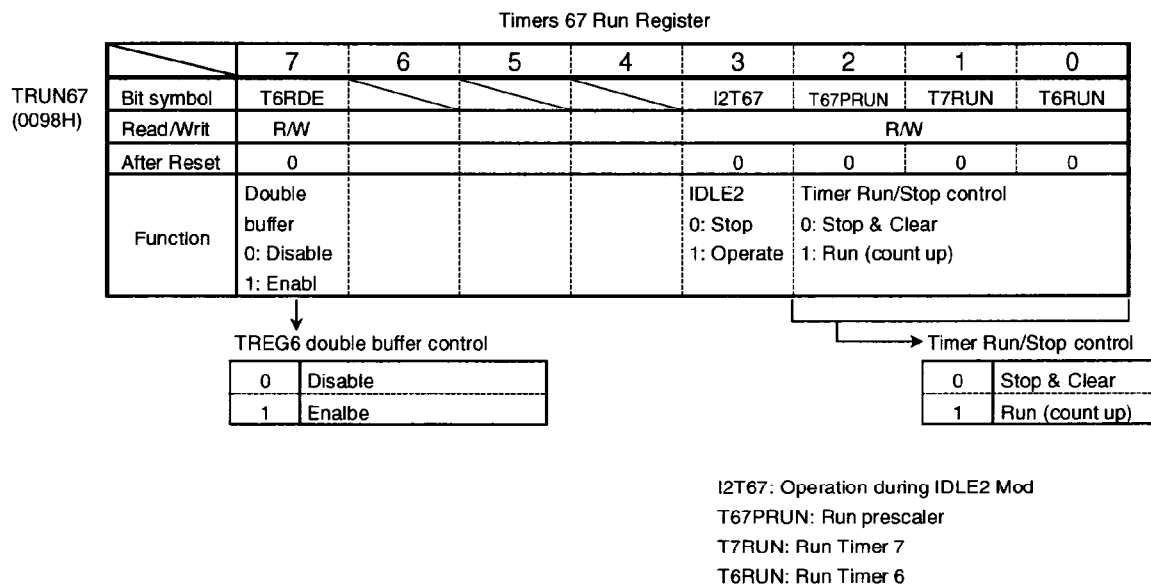 Timers 67 Run Register
7 6 5 4 3 2 1 0
TRUN67 Bit symbol T6RDE I2T67 T67PRUN T7RUN T6RUN
(0098H) Read/Writ R/W R/W
After Reset 0 0 0 0 0
Function
Double
buffer
0: Disable
1: Enabl
IDLE2
0: Stop
1: Operate
Timer Run/Stop control
0: Stop & Clear
1: Run (count up)
TREG6 double buffer control
0 Disable
1 Enalbe
Timer Run/Stop control
0 Stop & Clear
1 Run (count up)
I2T67: Operation during IDLE2 Mod
T67PRUN: Run prescaler
T7RUN: Run Timer 7
T6RUN: Run Timer 6